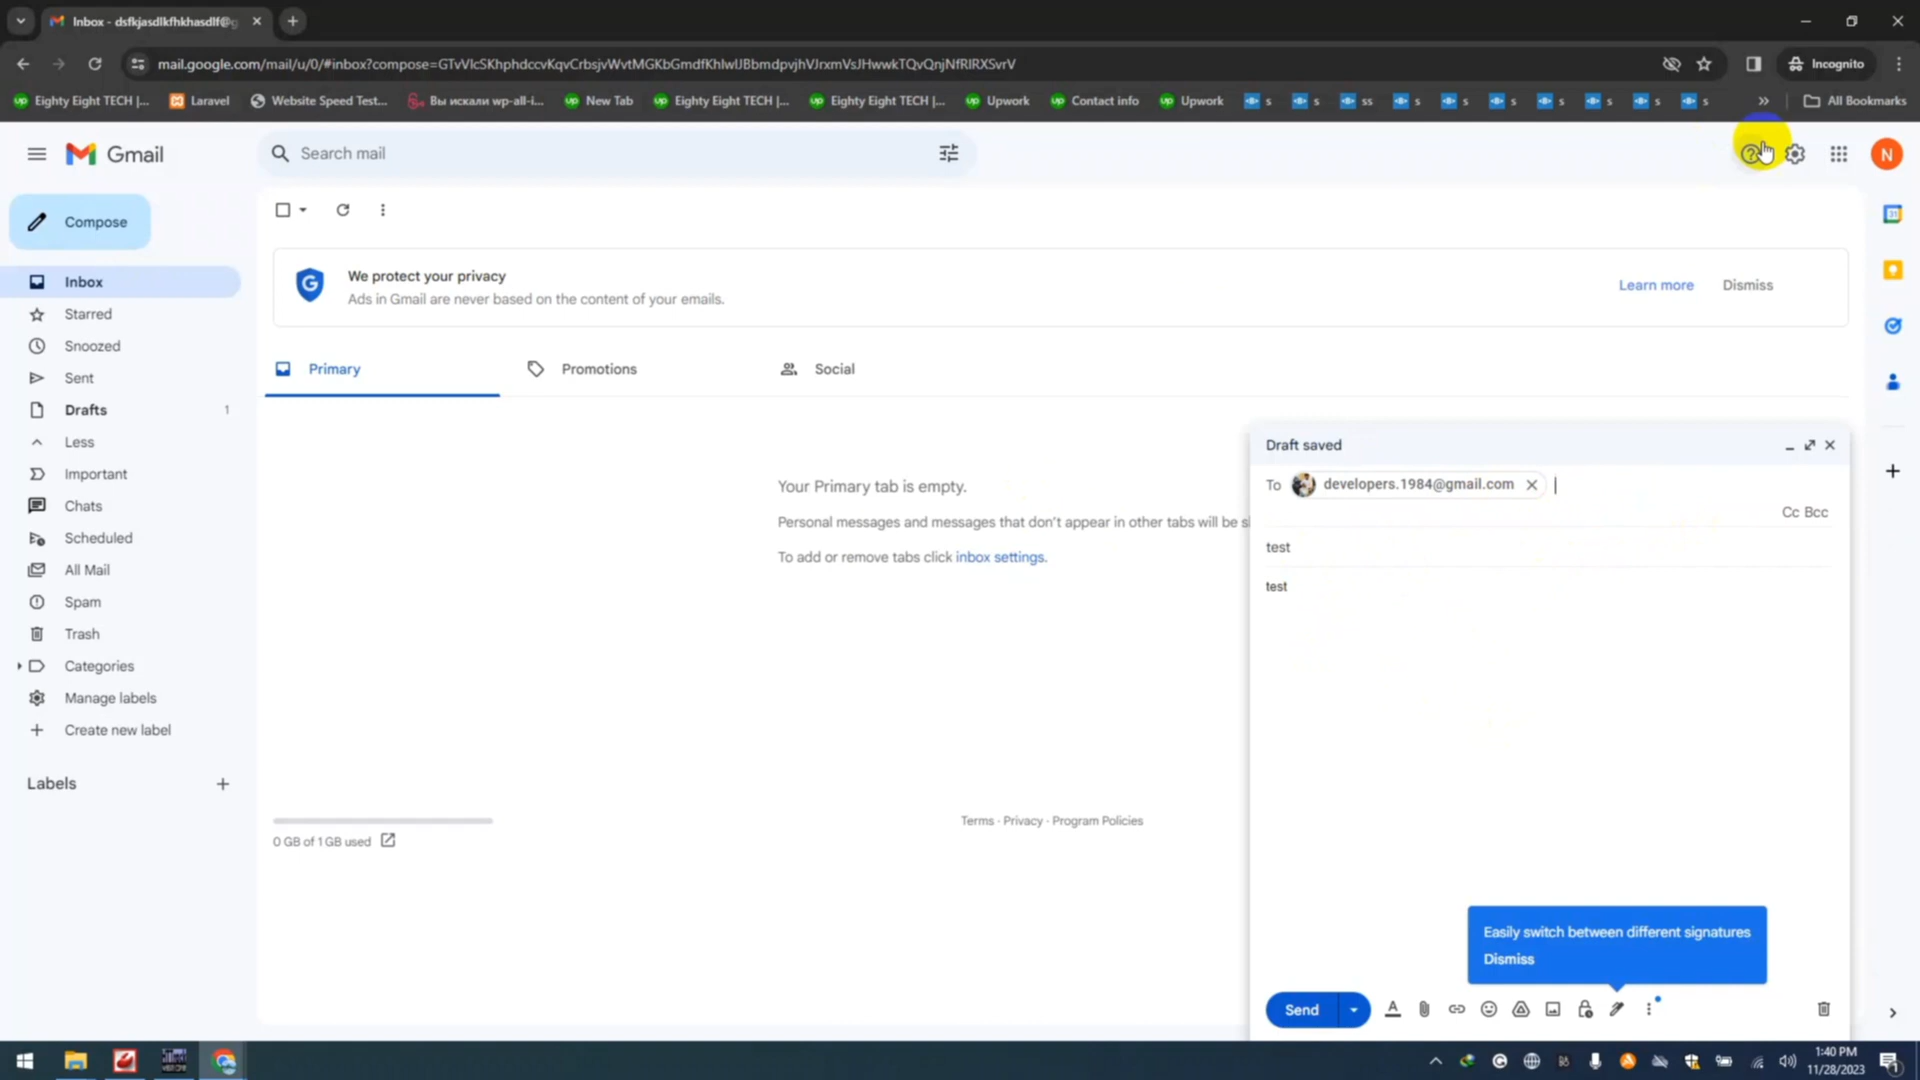 Inbox - dsfkjasdlkfhkhasdlf@g
mail.google.com/mail/u/0/#inbox?compose=GTvVlcSKhphdccvKqvCrbsjvWvtMGKbGmdfKhlwlJBbmdpvjhVJrxmVsJHwwkTQvQnjNfRlRXSvrV
Incognito
Eighty Eight TECH |...
Laravel
Website Speed Test...
Вы искали wp-all-i...
New Tab
Eighty Eight TECH |...
Eighty Eight TECH |...
Upwork
Contact info
Upwork
s
s
ss
s
s
s
s
s
s
s
All Bookmarks
Gmail
Search mail
N
Compose
Inbox
Starred
Snoozed
Sent
Drafts 1
Less
Important
Chats
Scheduled
All Mail
Spam
Trash
Categories
Manage labels
Create new label
Labels
We protect your privacy
Ads in Gmail are never based on the content of your emails.
Learn more
Dismiss
Primary
Promotions
Social
Your Primary tab is empty.
Personal messages and messages that don't appear in other tabs will be s
To add or remove tabs click inbox settings.
0 GB of 1 GB used
Terms · Privacy · Program Policies
Draft saved
To developers.1984@gmail.com
Cc Bcc
test
test
Easily switch between different signatures
Dismiss
Send
1:40 PM
11/28/2023